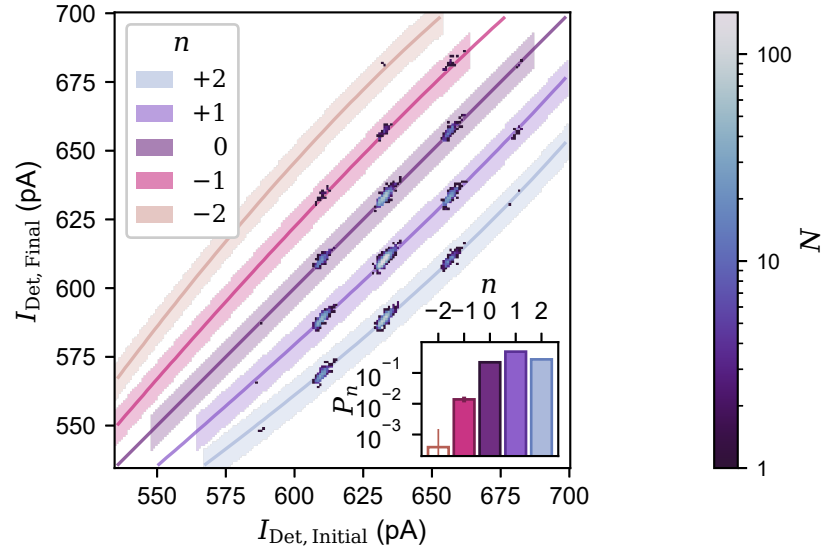 700
675
650
625
600
575
550
I_Det, Final (pA)
n
+2
+1
0
−1
−2
n
−2 −1 0 1 2
P_n
10^−1
10^−2
10^−3
550 575 600 625 650 675 700
I_Det, Initial (pA)
100
10
1
N